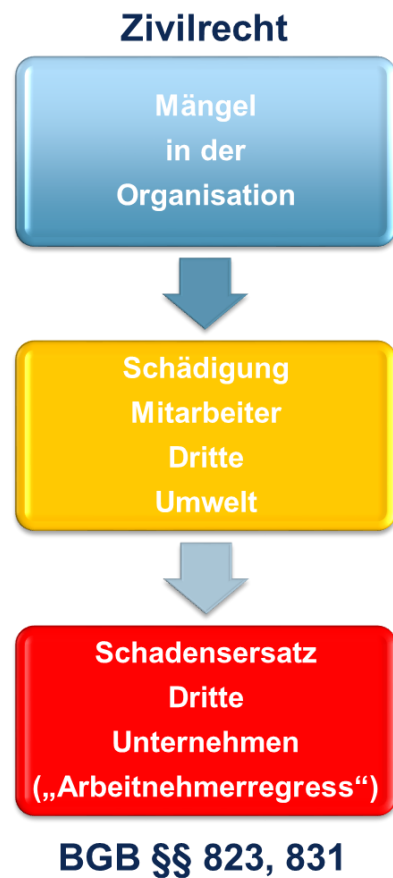 Zivilrecht
Mängel
in der
Organisation
Schädigung
Mitarbeiter
Dritte
Umwelt
Schadensersatz
Dritte
Unternehmen
(„Arbeitnehmerregress“)
BGB §§ 823, 831